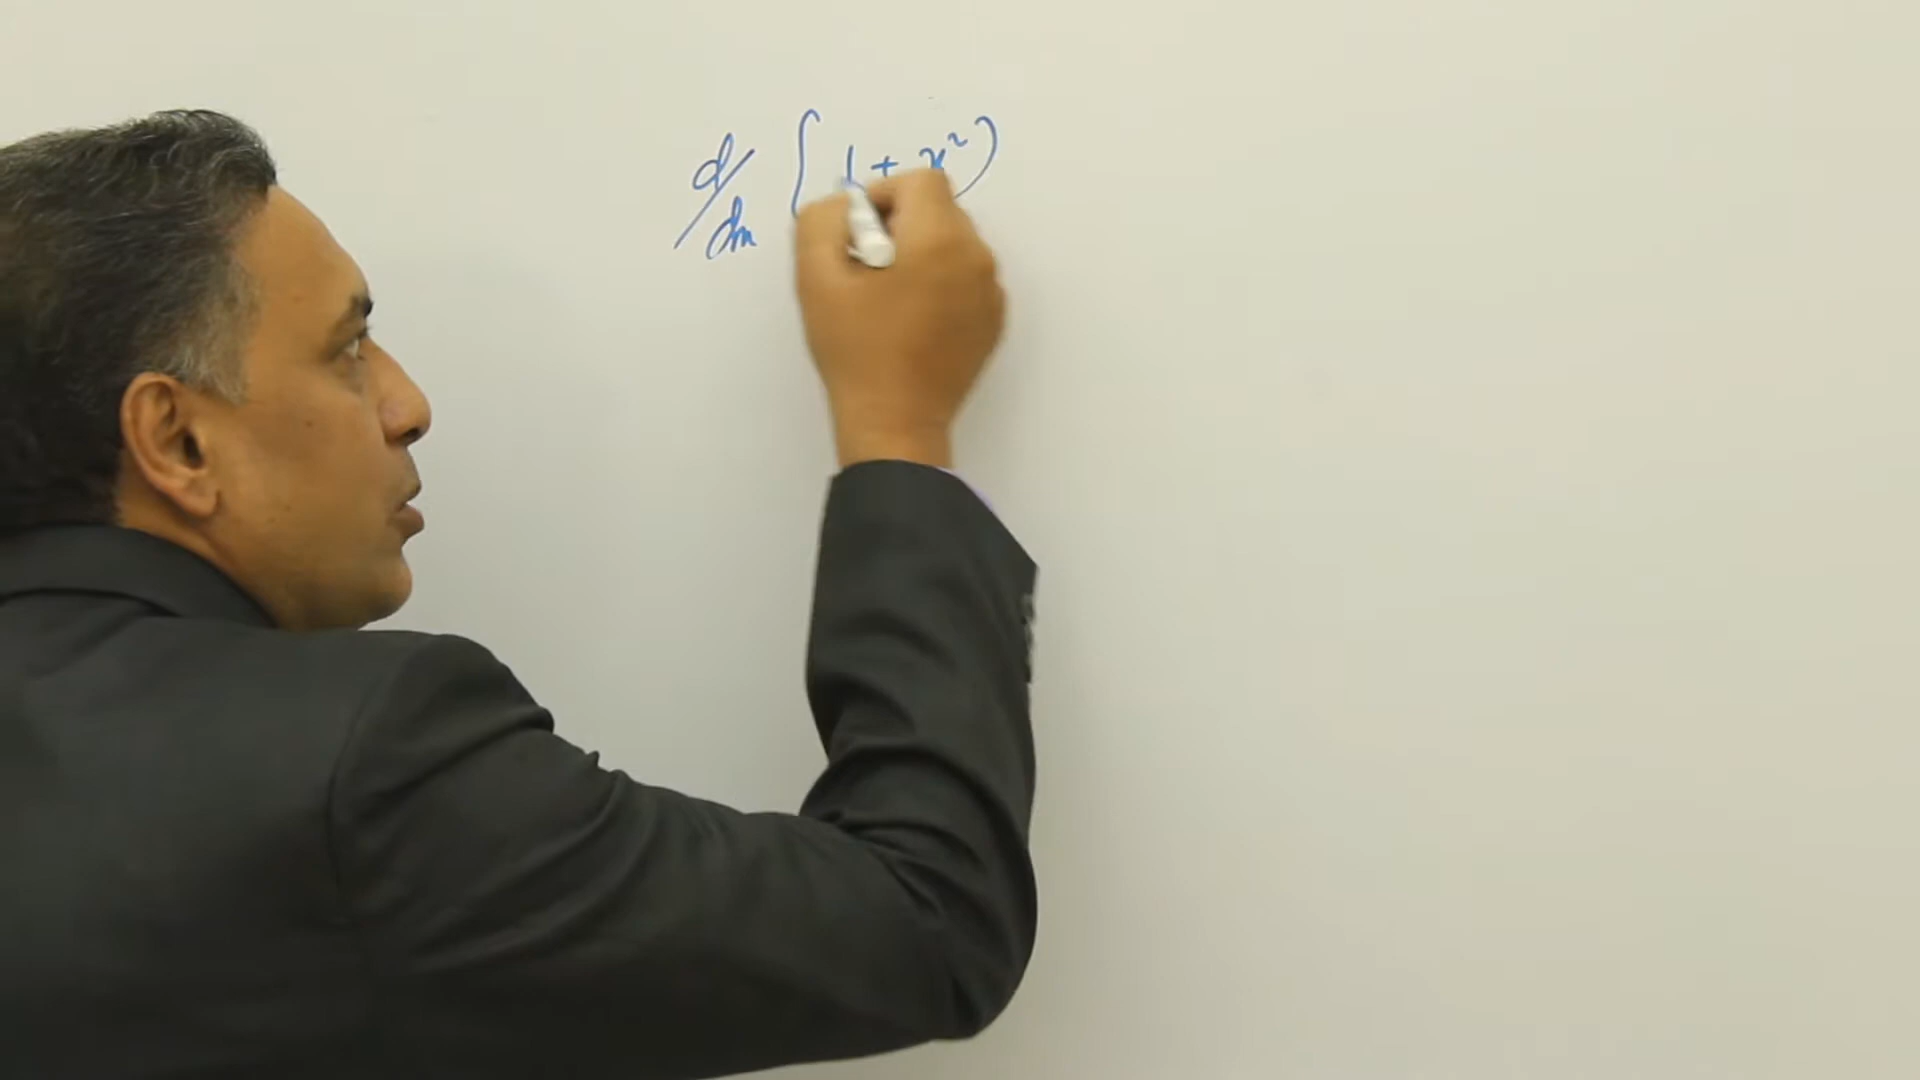 d/dx (1 + x²)